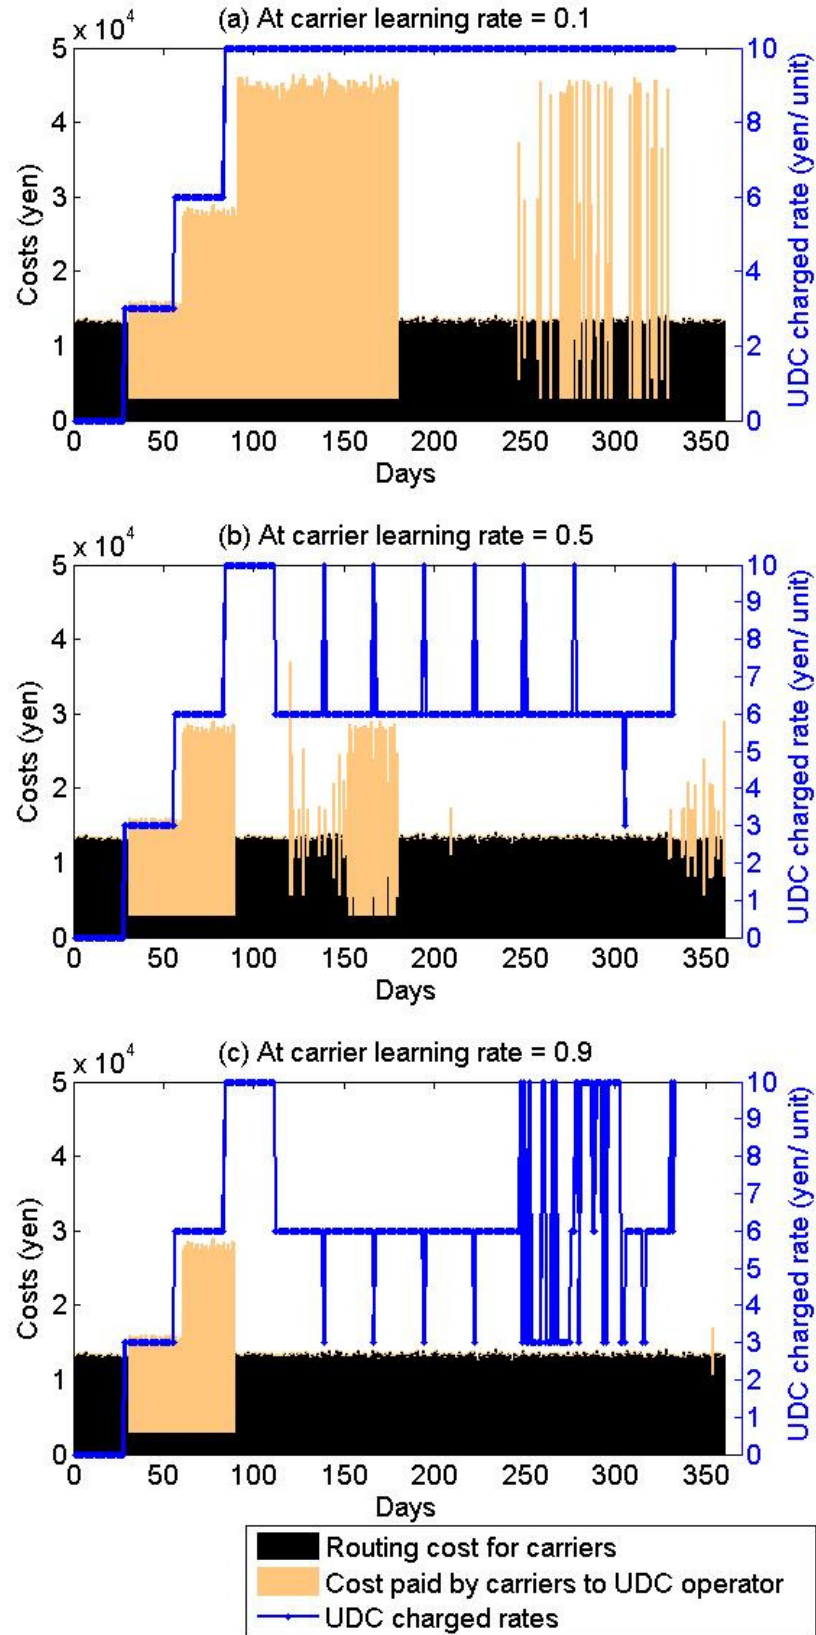 (a) At carrier learning rate = 0.1
x 10^4
5
4
3
2
1
0
Costs (yen)
0 50 100 150 200 250 300 350
Days
10
8
6
4
2
0
UDC charged rate (yen/ unit)
(b) At carrier learning rate = 0.5
x 10^4
5
4
3
2
1
0
Costs (yen)
0 50 100 150 200 250 300 350
Days
10
9
8
7
6
5
4
3
2
1
0
UDC charged rate (yen/ unit)
(c) At carrier learning rate = 0.9
x 10^4
5
4
3
2
1
0
Costs (yen)
0 50 100 150 200 250 300 350
Days
10
9
8
7
6
5
4
3
2
1
0
UDC charged rate (yen/ unit)
Routing cost for carriers
Cost paid by carriers to UDC operator
UDC charged rates